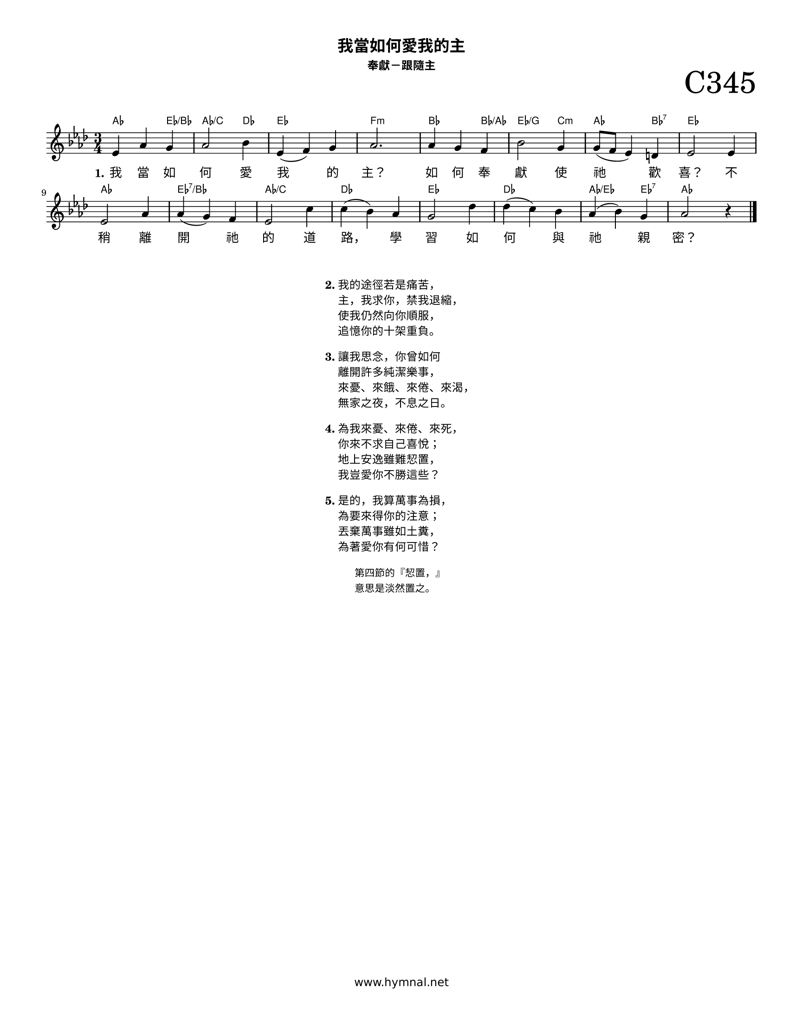 我當如何愛我的主
奉獻－跟隨主
C345
A♭ E♭/B♭ A♭/C D♭ E♭ Fm B♭ B♭/A♭ E♭/G Cm A♭ B♭7 E♭
3 4
1. 我 當 如 何 愛 我 的 主？ 如 何 奉 獻 使 祂 歡 喜？ 不
9
A♭ E♭7/B♭ A♭/C D♭ E♭ D♭ A♭/E♭ E♭7 A♭
稍 離 開 祂 的 道 路， 學 習 如 何 與 祂 親 密？
2. 我的途徑若是痛苦，
主，我求你，禁我退縮，
使我仍然向你順服，
追憶你的十架重負。
3. 讓我思念，你曾如何
離開許多純潔樂事，
來憂、來餓、來倦、來渴，
無家之夜，不息之日。
4. 為我來憂、來倦、來死，
你來不求自己喜悅；
地上安逸雖難恝置，
我豈愛你不勝這些？
5. 是的，我算萬事為損，
為要來得你的注意；
丟棄萬事雖如土糞，
為著愛你有何可惜？
第四節的『恝置，』
意思是淡然置之。
www.hymnal.net